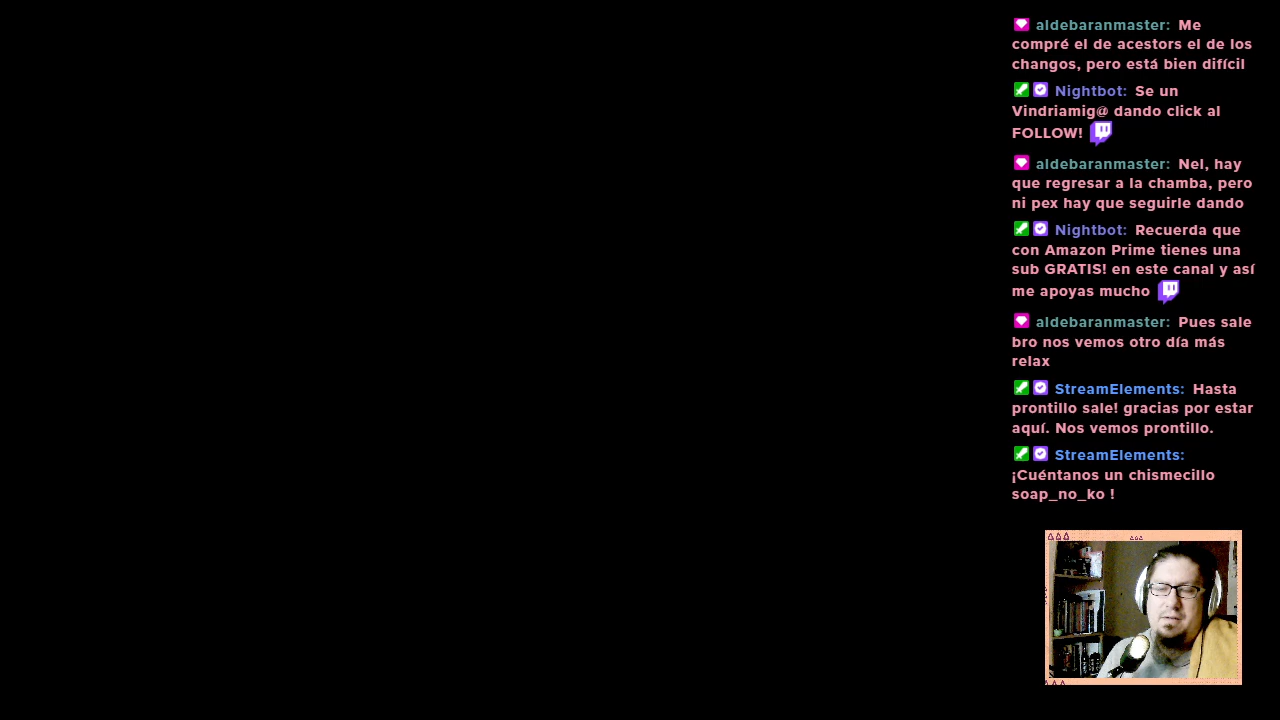 aldebaranmaster: Me
compré el de acestors el de los
changos, pero está bien difícil
Nightbot: Se un
Vindriamig@ dando click al
FOLLOW!
aldebaranmaster: Nel, hay
que regresar a la chamba, pero
ni pex hay que seguirle dando
Nightbot: Recuerda que
con Amazon Prime tienes una
sub GRATIS! en este canal y así
me apoyas mucho
aldebaranmaster: Pues sale
bro nos vemos otro día más
relax
StreamElements: Hasta
prontillo sale! gracias por estar
aquí. Nos vemos prontillo.
StreamElements:
¡Cuéntanos un chismecillo
soap_no_ko !